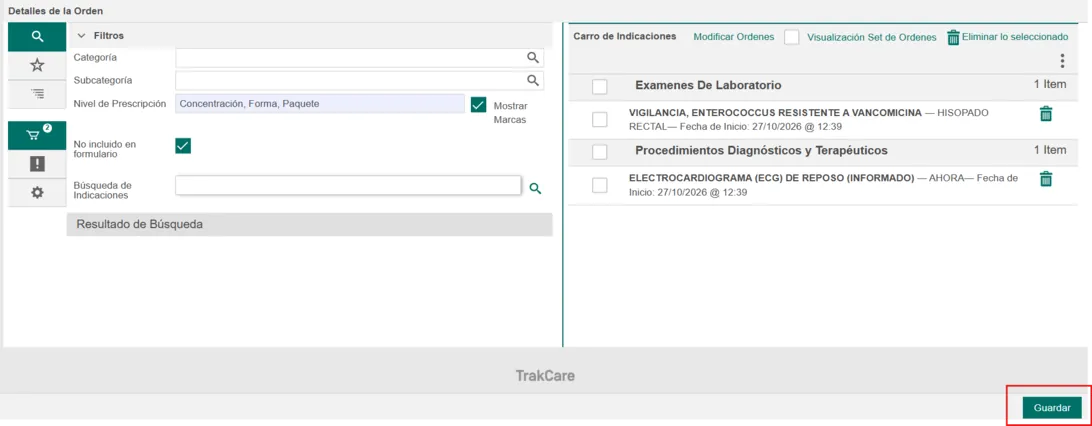 Detalles de la Orden
Filtros
Categoría
Subcategoría
Nivel de Prescripción
Concentración, Forma, Paquete
Mostrar
Marcas
2
No incluido en
formulario
Búsqueda de
Indicaciones
Resultado de Búsqueda
Carro de Indicaciones
Modificar Ordenes
Visualización Set de Ordenes
Eliminar lo seleccionado
Examenes De Laboratorio
1 Item
VIGILANCIA, ENTEROCOCCUS RESISTENTE A VANCOMICINA — HISOPADO
RECTAL— Fecha de Inicio: 27/10/2026 @ 12:39
Procedimientos Diagnósticos y Terapéuticos
1 Item
ELECTROCARDIOGRAMA (ECG) DE REPOSO (INFORMADO) — AHORA— Fecha de
Inicio: 27/10/2026 @ 12:39
TrakCare
Guardar